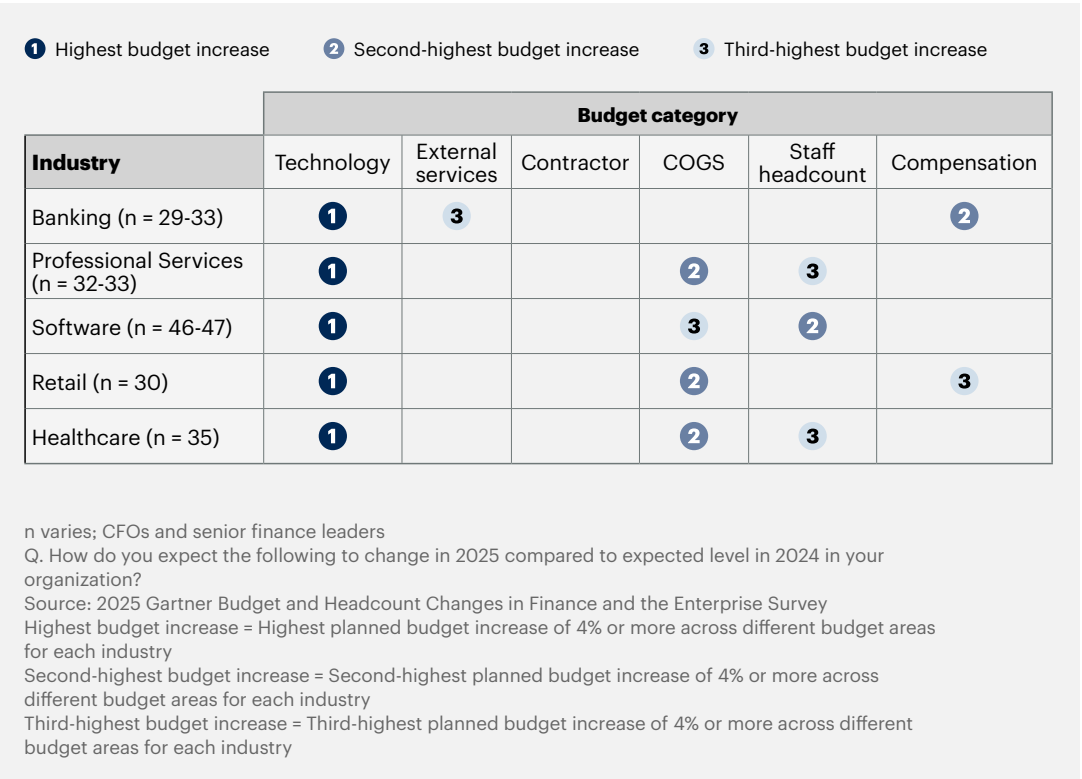 1 Highest budget increase 2 Second-highest budget increase 3 Third-highest budget increase
Budget category
Industry Technology External services Contractor COGS Staff headcount Compensation
Banking (n = 29-33) 1 3 2
Professional Services
(n = 32-33) 1 2 3
Software (n = 46-47) 1 3 2
Retail (n = 30) 1 2 3
Healthcare (n = 35) 1 2 3
n varies; CFOs and senior finance leaders
Q. How do you expect the following to change in 2025 compared to expected level in 2024 in your
organization?
Source: 2025 Gartner Budget and Headcount Changes in Finance and the Enterprise Survey
Highest budget increase = Highest planned budget increase of 4% or more across different budget areas
for each industry
Second-highest budget increase = Second-highest planned budget increase of 4% or more across
different budget areas for each industry
Third-highest budget increase = Third-highest planned budget increase of 4% or more across different
budget areas for each industry